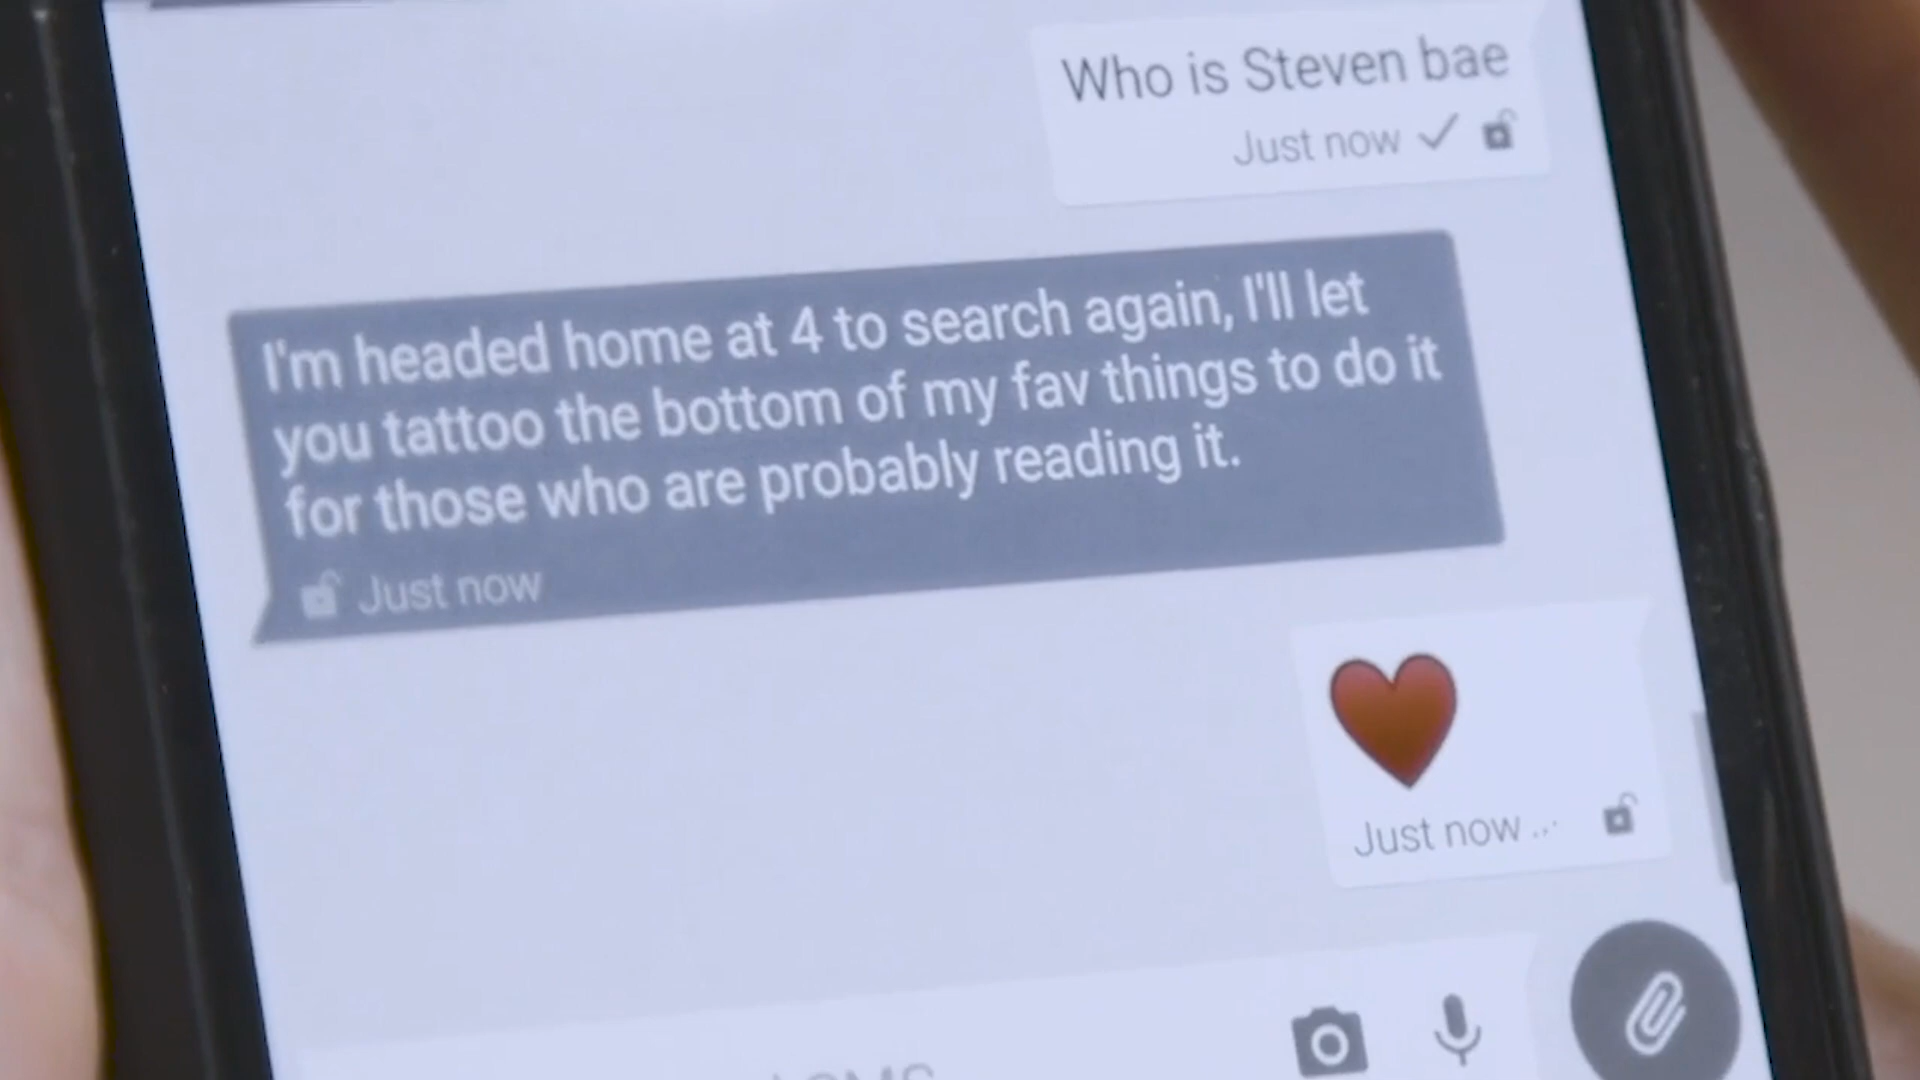 Who is Steven bae
Just now
I'm headed home at 4 to search again, I'll let
you tattoo the bottom of my fav things to do it
for those who are probably reading it.
Just now
Just now ...